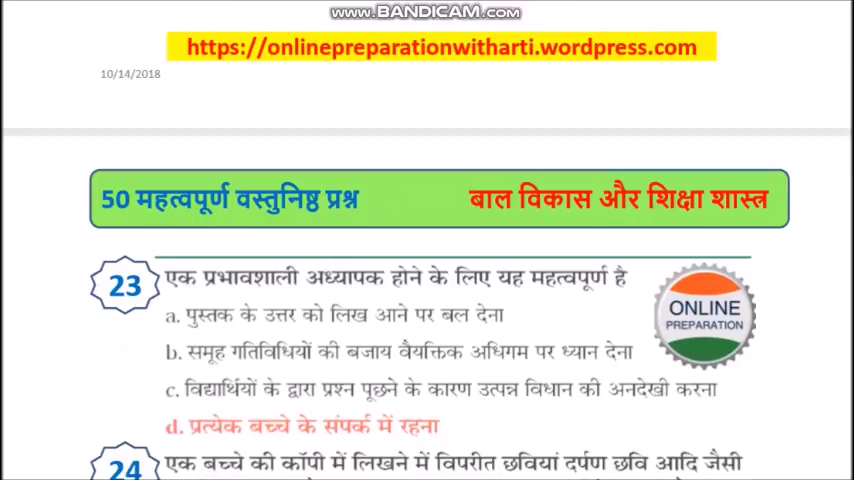 www.BANDICAM.com
https://onlinepreparationwitharti.wordpress.com
10/14/2018
50 महत्वपूर्ण वस्तुनिष्ठ प्रश्न बाल विकास और शिक्षा शास्त्र
23 एक प्रभावशाली अध्यापक होने के लिए यह महत्वपूर्ण है
a. पुस्तक के उत्तर को लिख आने पर बल देना
b. समूह गतिविधियों की बजाय वैयक्तिक अधिगम पर ध्यान देना
c. विद्यार्थियों के द्वारा प्रश्न पूछने के कारण उत्पन्न विधान की अनदेखी करना
d. प्रत्येक बच्चे के संपर्क में रहना
ONLINE
PREPARATION
24 एक बच्चे की कॉपी में लिखने में विपरीत छवियां दर्पण छवि आदि जैसी